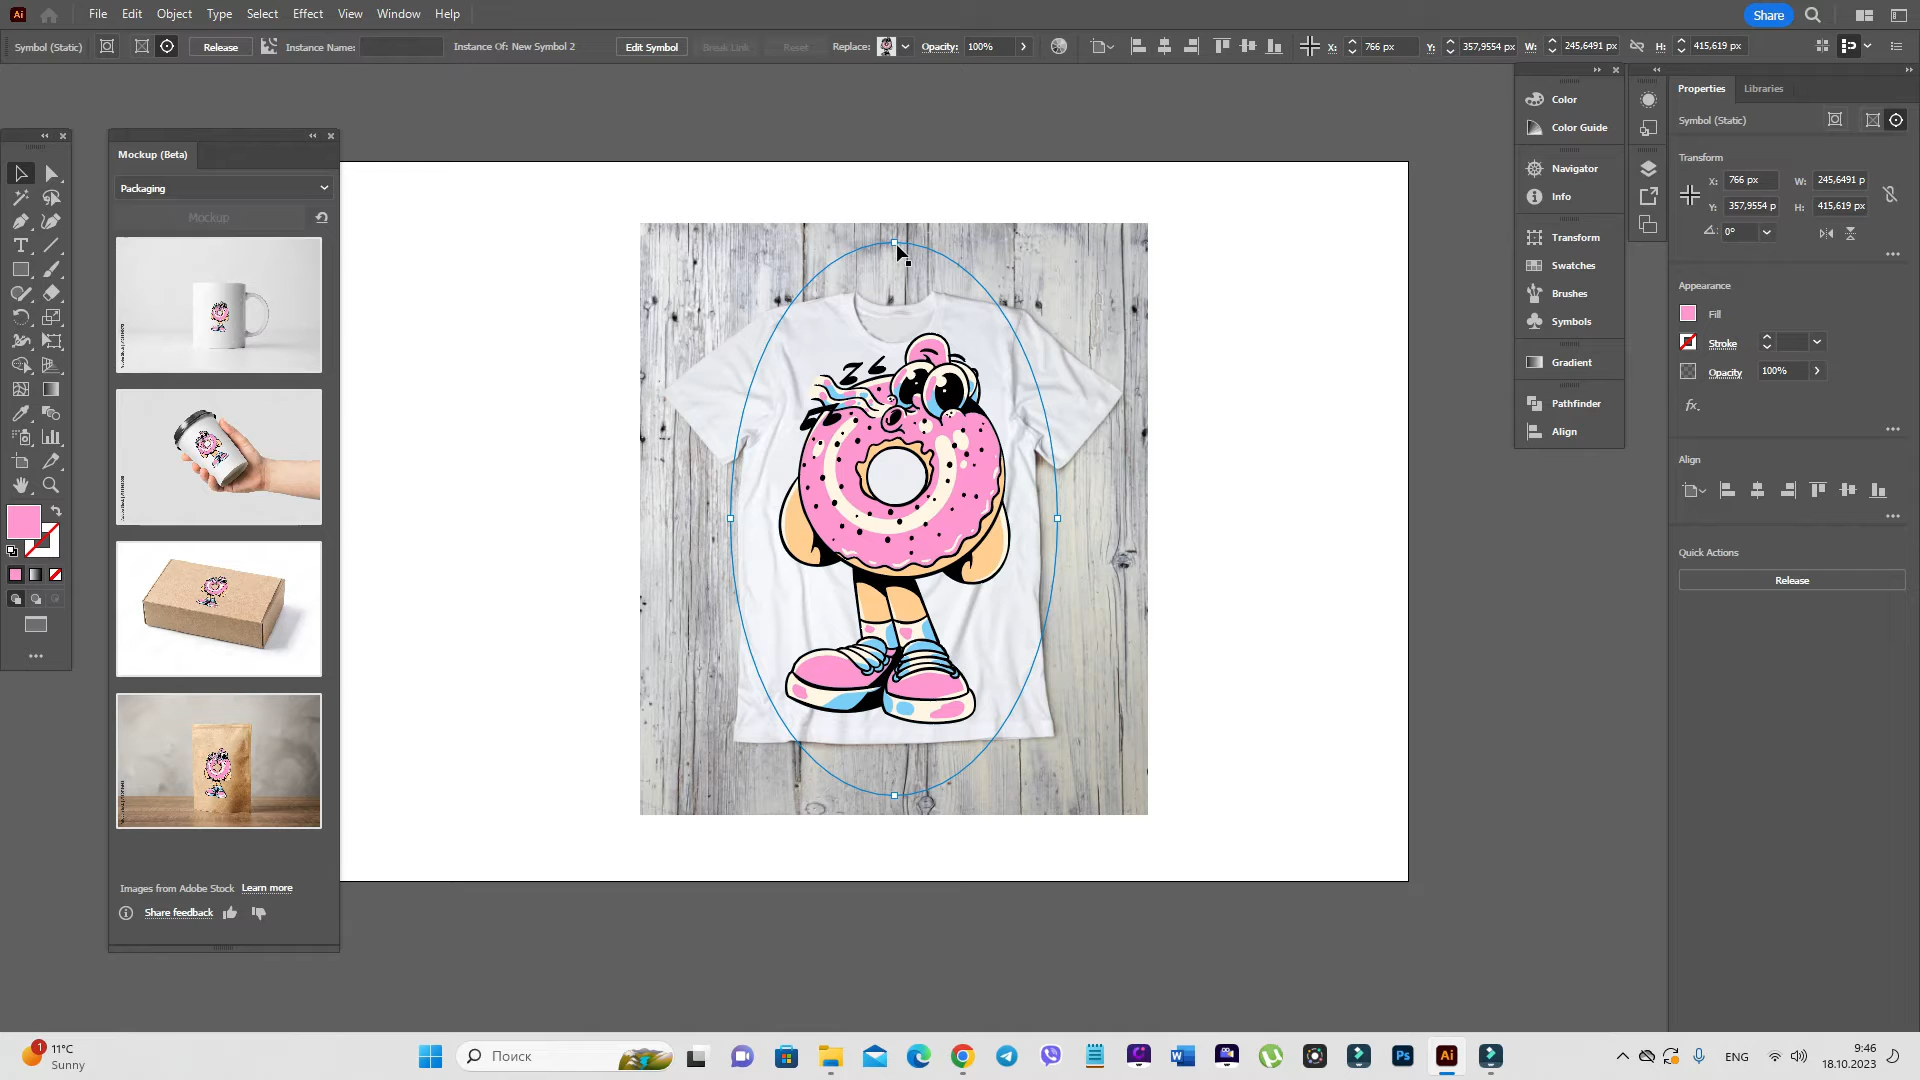 Ai
File Edit Object Type Select Effect View Window Help
Share
Symbol (Static)
Release
Instance Name:
Instance Of: New Symbol 2
Edit Symbol
Break Link
Reset
Replace:
Opacity: 100%
X: 766 px
Y: 357,9554 px
W: 245,6491 px
H: 415,619 px
Mockup (Beta)
Packaging
Mockup
Images from Adobe Stock Learn more
Share feedback
Color
Color Guide
Navigator
Info
Transform
Swatches
Brushes
Symbols
Gradient
Pathfinder
Align
Properties Libraries
Symbol (Static)
Transform
X: 766 px W: 245,6491 p
Y: 357,9554 p H: 415,619 px
0°
Appearance
Fill
Stroke
Opacity 100%
fx.
Align
Quick Actions
Release
1
11°C
Sunny
Поиск
Ps
Ai
ENG
9:46
18.10.2023